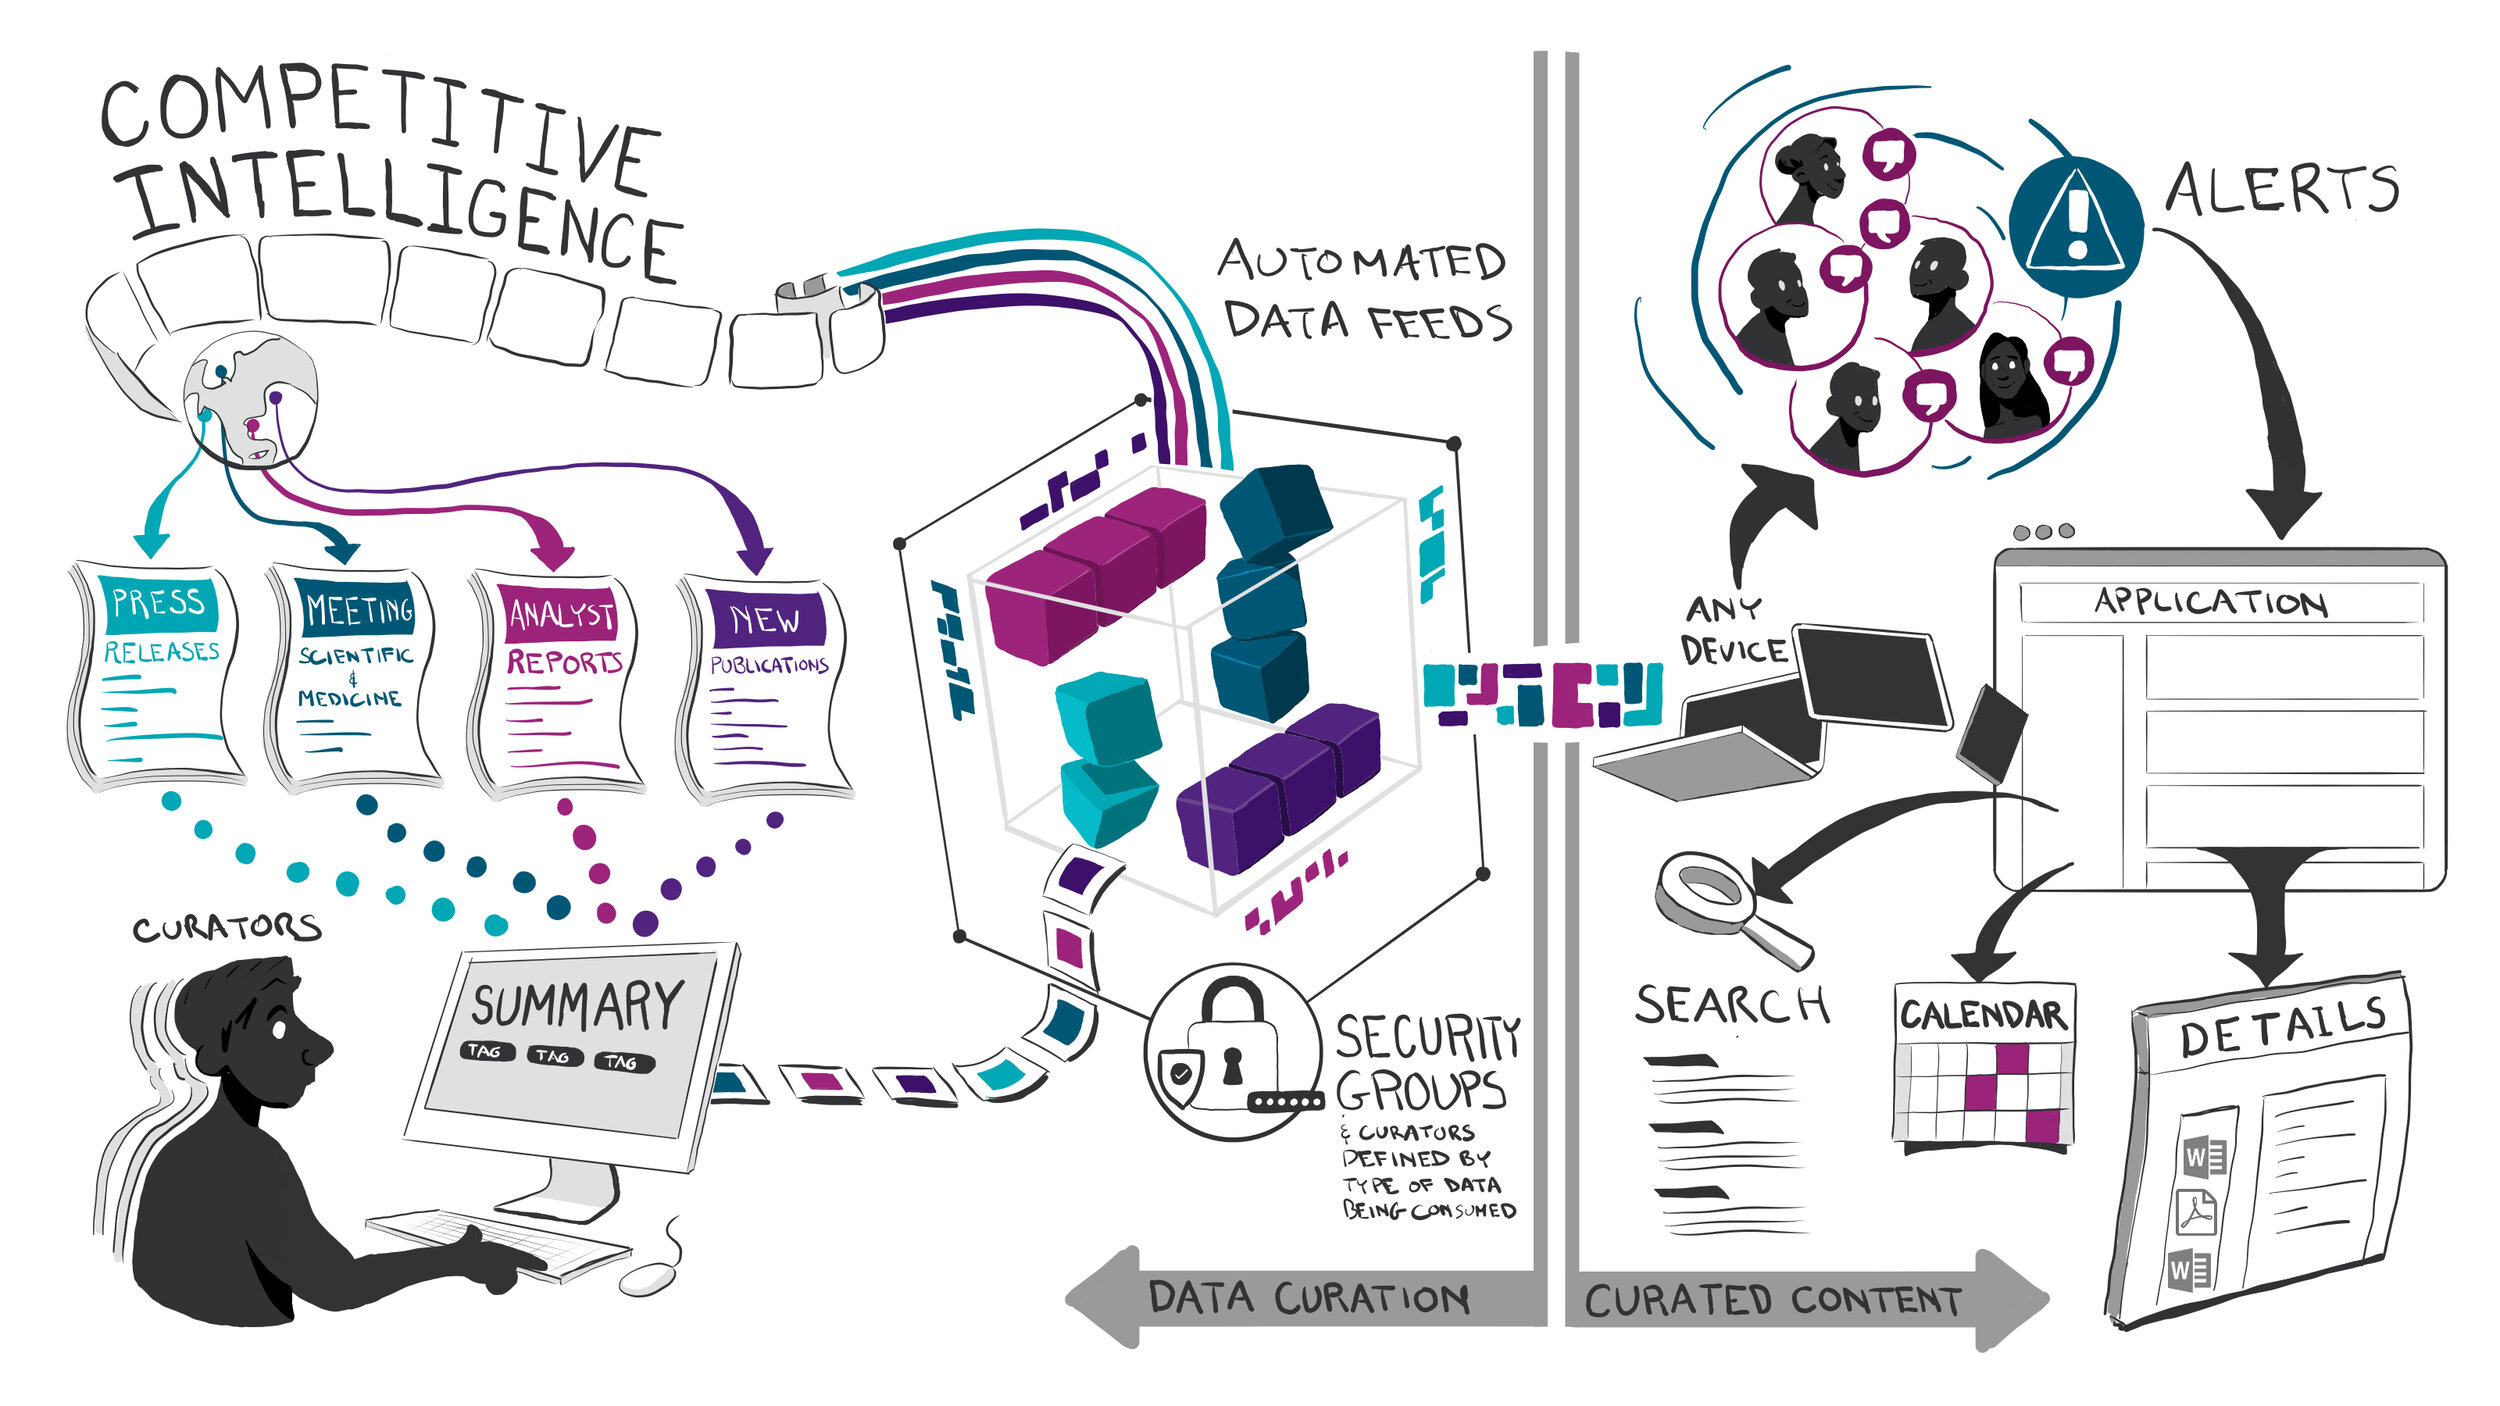 COMPETITIVE
INTELLIGENCE
AUTOMATED
DATA FEEDS
PRESS
RELEASES
MEETING
SCIENTIFIC
&
MEDICINE
ANALYST
REPORTS
NEW
PUBLICATIONS
CURATORS
SUMMARY
TAG TAG TAG
SECURITY
GROUPS
& CURATORS
DEFINED BY
TYPE OF DATA
BEING CONSUMED
DATA CURATION
ALERTS
ANY
DEVICE
APPLICATION
SEARCH
CALENDAR
DETAILS
W
W
CURATED CONTENT